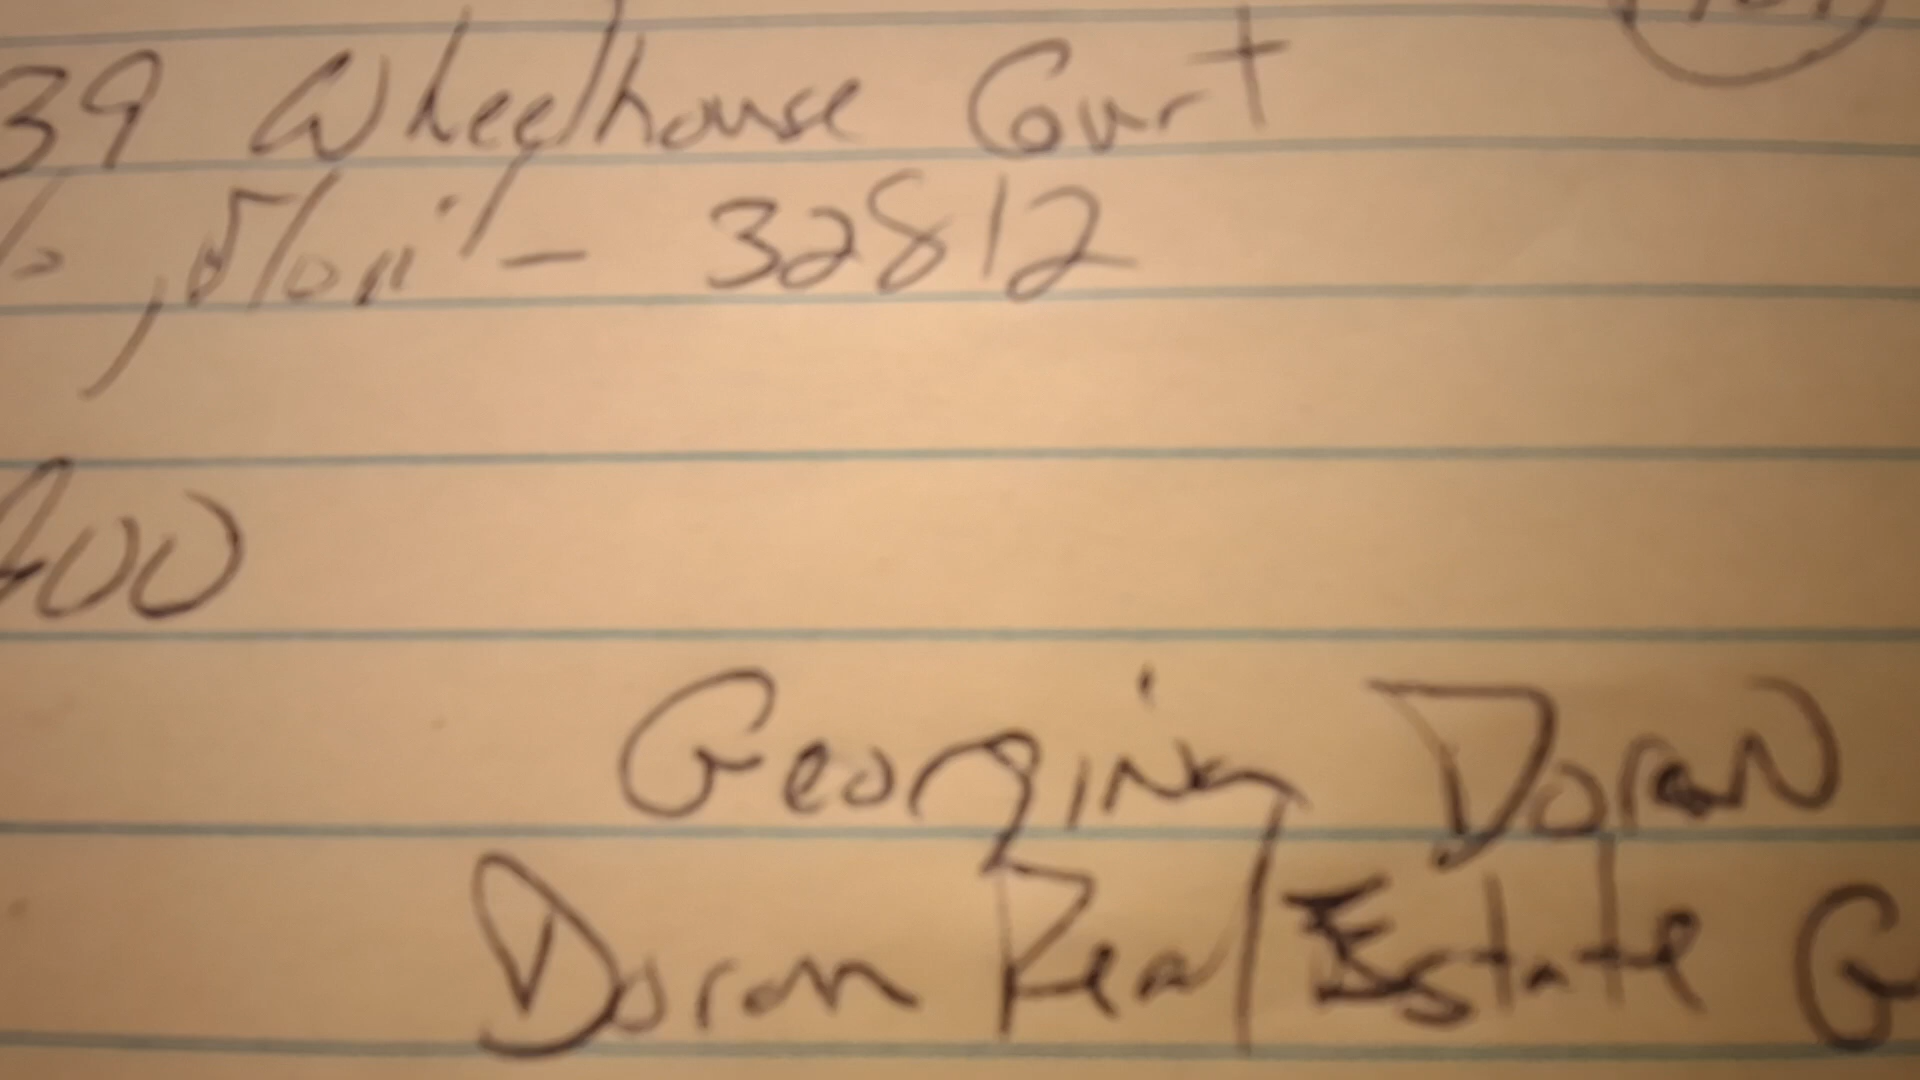 39 Wheelhouse Court
, - 32812
400
Georgina Doran
Doran Real Estate G